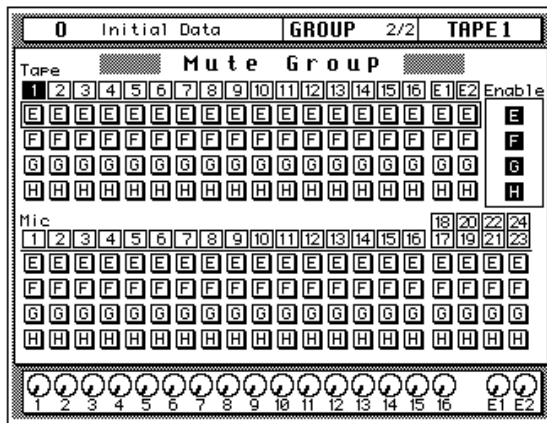 0 Initial Data GROUP 2/2 TAPE 1
Mute Group
Tape
1 2 3 4 5 6 7 8 9 10 11 12 13 14 15 16 E1 E2 Enable
E E E E E E E E E E E E E E E E E E E
F F F F F F F F F F F F F F F F F F F
G G G G G G G G G G G G G G G G G G G
H H H H H H H H H H H H H H H H H H H
Mic 18 20 22 24
1 2 3 4 5 6 7 8 9 10 11 12 13 14 15 16 17 19 21 23
E E E E E E E E E E E E E E E E E E E E
F F F F F F F F F F F F F F F F F F F F
G G G G G G G G G G G G G G G G G G G G
H H H H H H H H H H H H H H H H H H H H
1 2 3 4 5 6 7 8 9 10 11 12 13 14 15 16 E1 E2